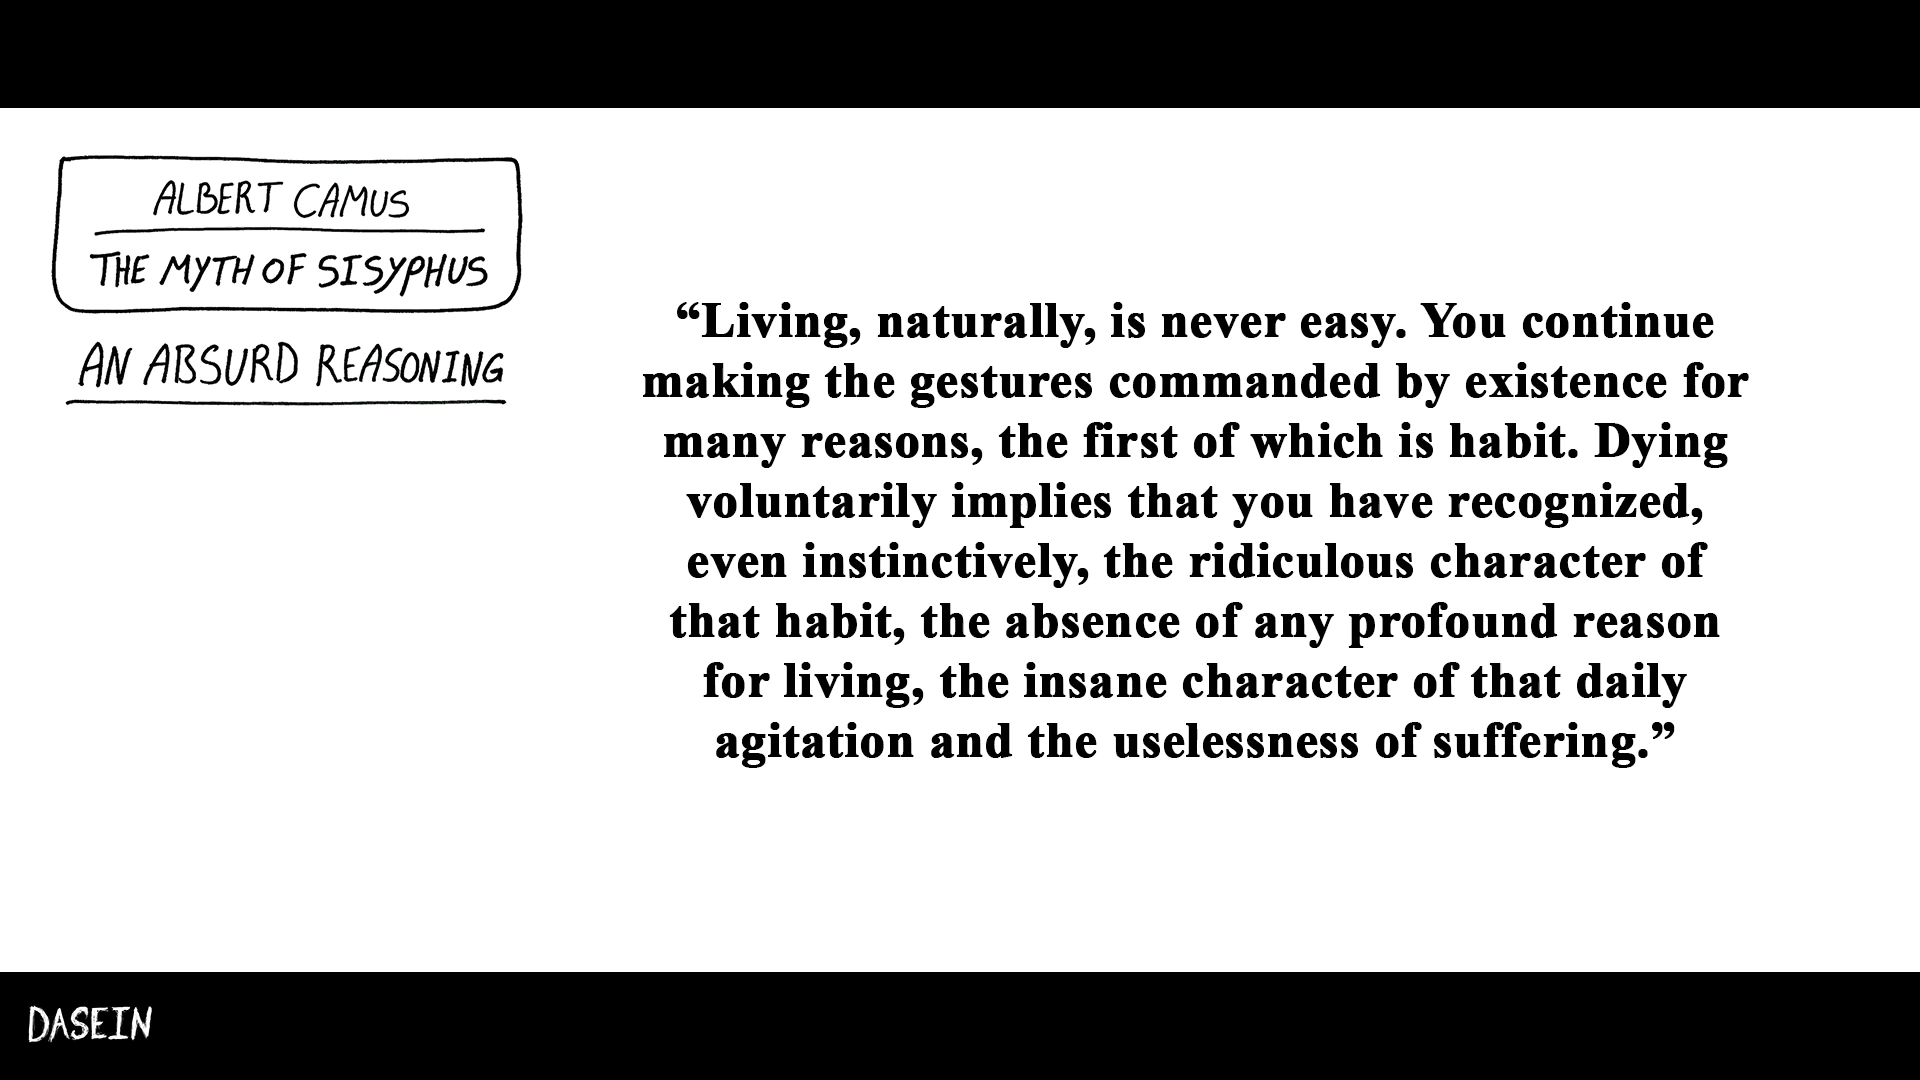 ALBERT CAMUS
THE MYTH OF SISYPHUS
AN ABSURD REASONING
“Living, naturally, is never easy. You continue
making the gestures commanded by existence for
many reasons, the first of which is habit. Dying
voluntarily implies that you have recognized,
even instinctively, the ridiculous character of
that habit, the absence of any profound reason
for living, the insane character of that daily
agitation and the uselessness of suffering.”
DASEIN